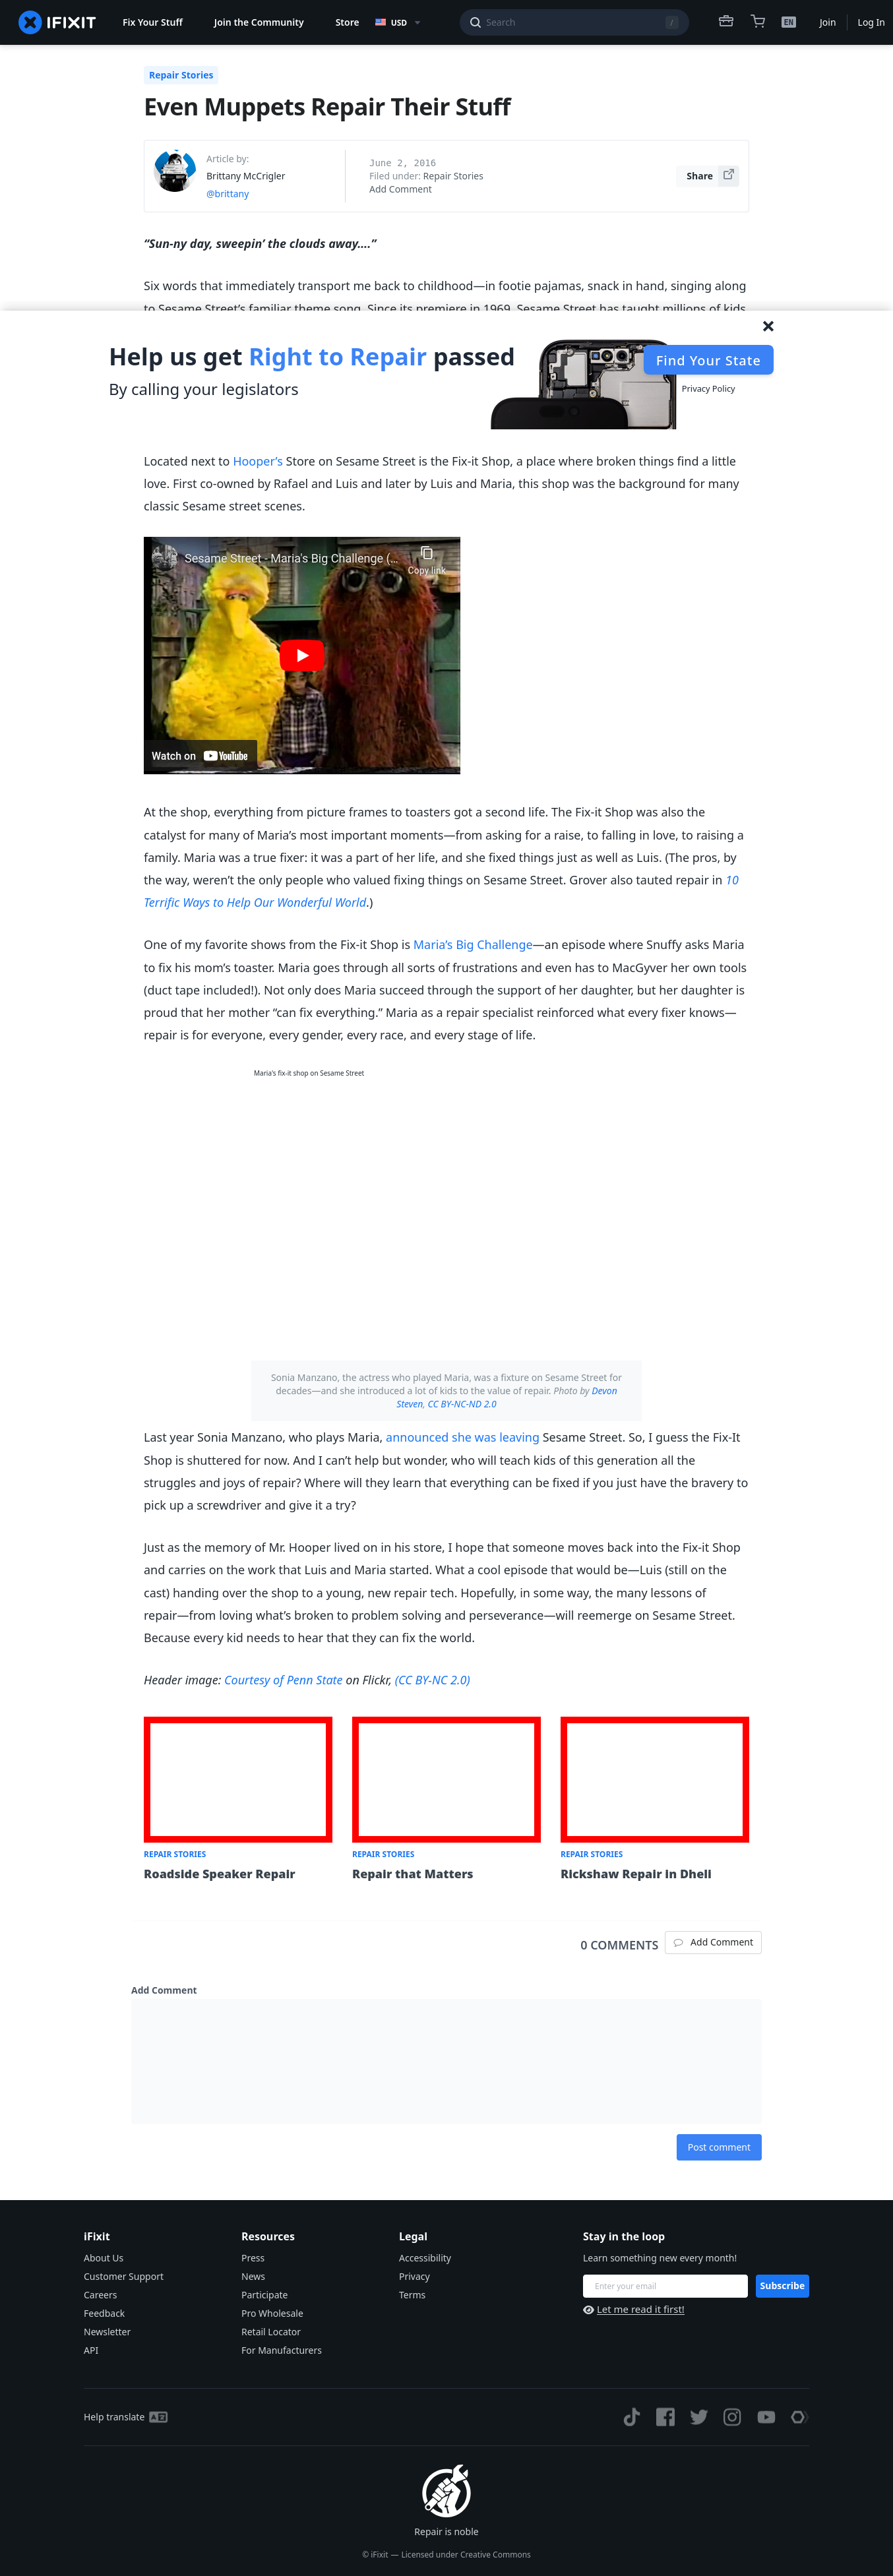 IFIXIT
Fix Your Stuff
Join the Community
Store
USD
Search
/
EN
Join
Log In
Repair Stories
Even Muppets Repair Their Stuff
Article by:
Brittany McCrigler
@brittany
June 2, 2016
Filed under: Repair Stories
Add Comment
Share
“Sun-ny day, sweepin’ the clouds away….”
Six words that immediately transport me back to childhood—in footie pajamas, snack in hand, singing along
to Sesame Street’s familiar theme song. Since its premiere in 1969, Sesame Street has taught millions of kids
Help us get Right to Repair passed
By calling your legislators
Find Your State
Privacy Policy
Located next to Hooper’s Store on Sesame Street is the Fix-it Shop, a place where broken things find a little
love. First co-owned by Rafael and Luis and later by Luis and Maria, this shop was the background for many
classic Sesame street scenes.
Sesame Street - Maria's Big Challenge (...
Copy link
Watch on YouTube
At the shop, everything from picture frames to toasters got a second life. The Fix-it Shop was also the
catalyst for many of Maria’s most important moments—from asking for a raise, to falling in love, to raising a
family. Maria was a true fixer: it was a part of her life, and she fixed things just as well as Luis. (The pros, by
the way, weren’t the only people who valued fixing things on Sesame Street. Grover also tauted repair in 10
Terrific Ways to Help Our Wonderful World.)
One of my favorite shows from the Fix-it Shop is Maria’s Big Challenge—an episode where Snuffy asks Maria
to fix his mom’s toaster. Maria goes through all sorts of frustrations and even has to MacGyver her own tools
(duct tape included!). Not only does Maria succeed through the support of her daughter, but her daughter is
proud that her mother “can fix everything.” Maria as a repair specialist reinforced what every fixer knows—
repair is for everyone, every gender, every race, and every stage of life.
Maria's fix-it shop on Sesame Street
Sonia Manzano, the actress who played Maria, was a fixture on Sesame Street for
decades—and she introduced a lot of kids to the value of repair. Photo by Devon
Steven, CC BY-NC-ND 2.0
Last year Sonia Manzano, who plays Maria, announced she was leaving Sesame Street. So, I guess the Fix-It
Shop is shuttered for now. And I can’t help but wonder, who will teach kids of this generation all the
struggles and joys of repair? Where will they learn that everything can be fixed if you just have the bravery to
pick up a screwdriver and give it a try?
Just as the memory of Mr. Hooper lived on in his store, I hope that someone moves back into the Fix-it Shop
and carries on the work that Luis and Maria started. What a cool episode that would be—Luis (still on the
cast) handing over the shop to a young, new repair tech. Hopefully, in some way, the many lessons of
repair—from loving what’s broken to problem solving and perseverance—will reemerge on Sesame Street.
Because every kid needs to hear that they can fix the world.
Header image: Courtesy of Penn State on Flickr, (CC BY-NC 2.0)
REPAIR STORIES
Roadside Speaker Repair
REPAIR STORIES
Repair that Matters
REPAIR STORIES
Rickshaw Repair in Dheli
0 COMMENTS
Add Comment
Add Comment
Post comment
iFixit
About Us
Customer Support
Careers
Feedback
Newsletter
API
Resources
Press
News
Participate
Pro Wholesale
Retail Locator
For Manufacturers
Legal
Accessibility
Privacy
Terms
Stay in the loop
Learn something new every month!
Enter your email
Subscribe
Let me read it first!
Help translate
Repair is noble
© iFixit — Licensed under Creative Commons